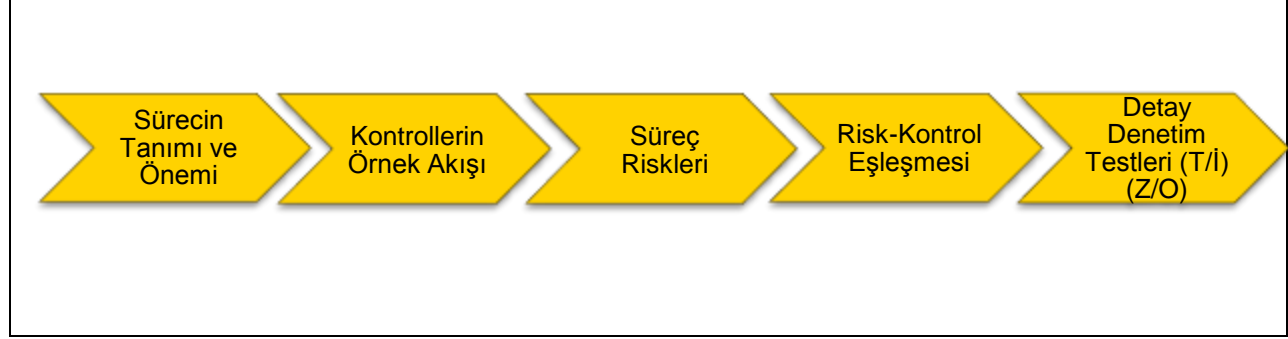 Sürecin
Tanımı ve
Önemi
Kontrollerin
Örnek Akışı
Süreç
Riskleri
Risk-Kontrol
Eşleşmesi
Detay
Denetim
Testleri (T/İ)
(Z/O)